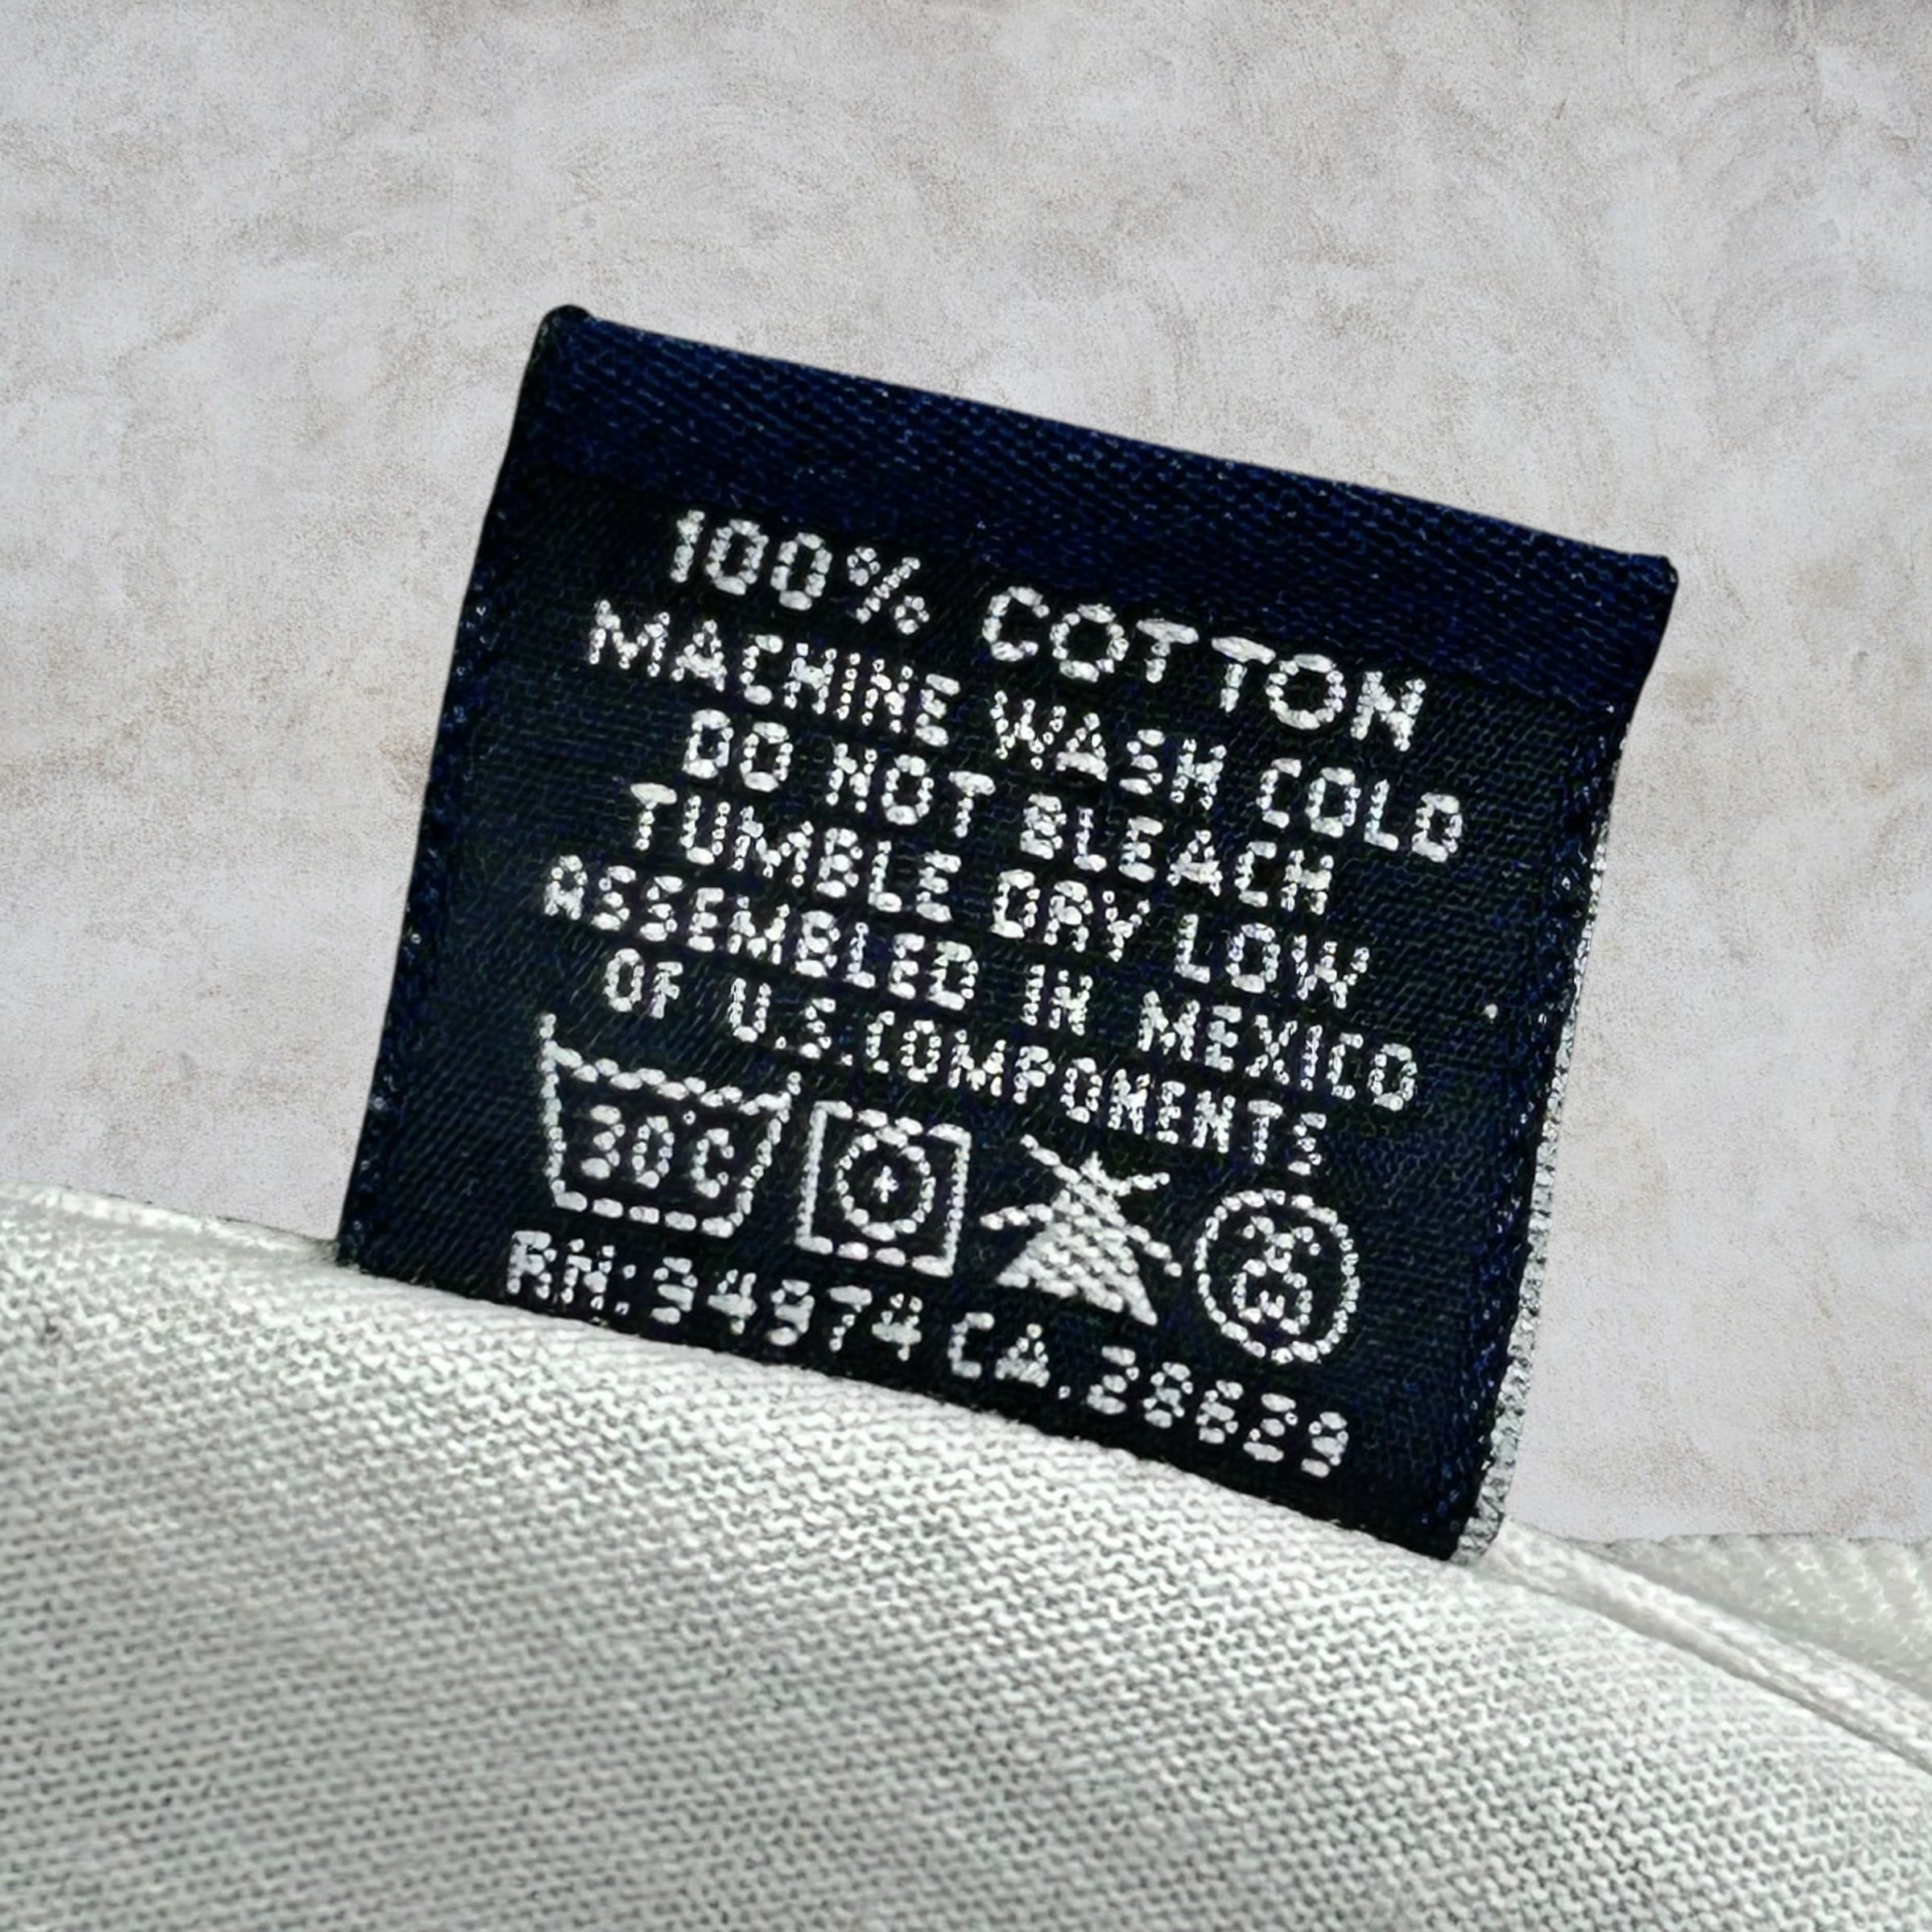 100% COTTON
MACHINE WASH COLD
DO NOT BLEACH
TUMBLE DRY LOW
ASSEMBLED IN MEXICO
OF U.S.COMPONENTS
30°C
RN:94974 CA.28629